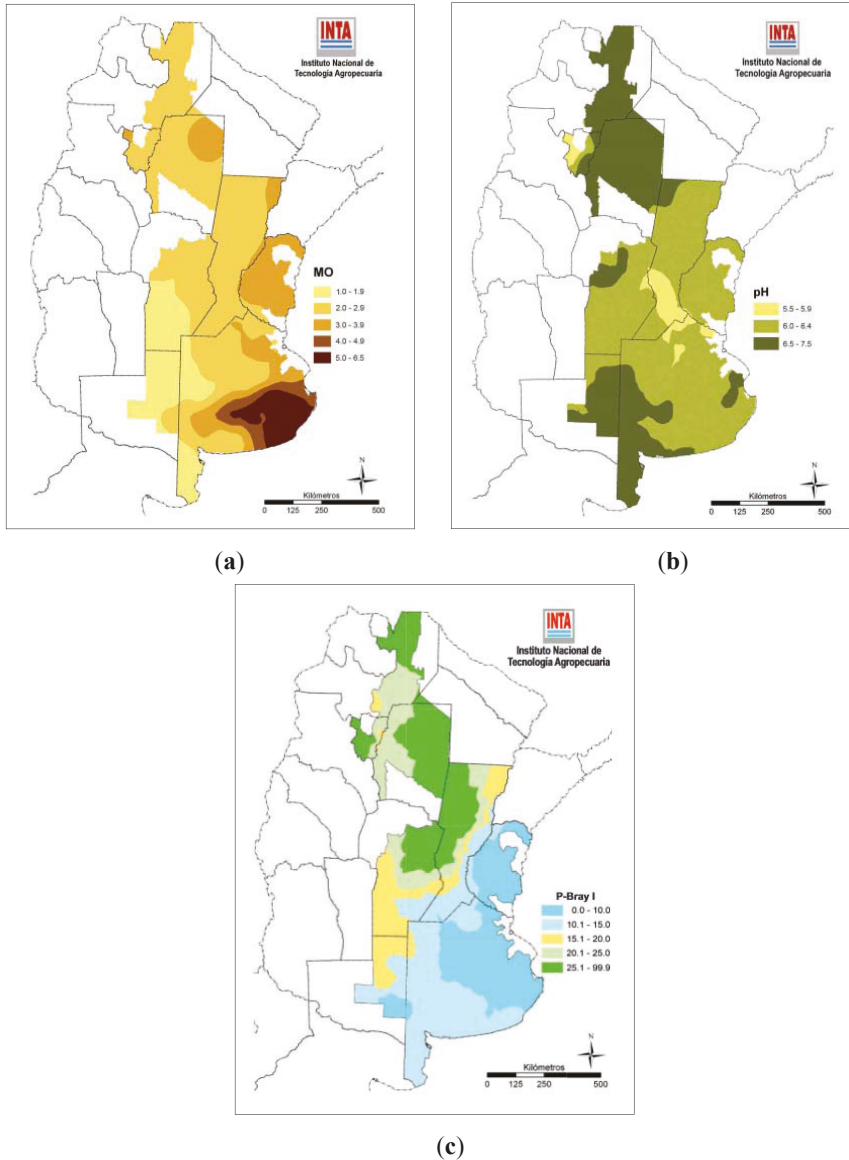 INTA
Instituto Nacional de
Tecnología Agropecuaria
MO
1.0 - 1.9
2.0 - 2.9
3.0 - 3.9
4.0 - 4.9
5.0 - 6.5
N
Kilómetros
0 125 250 500
(a)
INTA
Instituto Nacional de
Tecnología Agropecuaria
pH
5.5 - 5.9
6.0 - 6.4
6.5 - 7.5
N
Kilómetros
0 125 250 500
(b)
INTA
Instituto Nacional de
Tecnología Agropecuaria
P-Bray I
0.0 - 10.0
10.1 - 15.0
15.1 - 20.0
20.1 - 25.0
25.1 - 99.9
N
Kilómetros
0 125 250 500
(c)